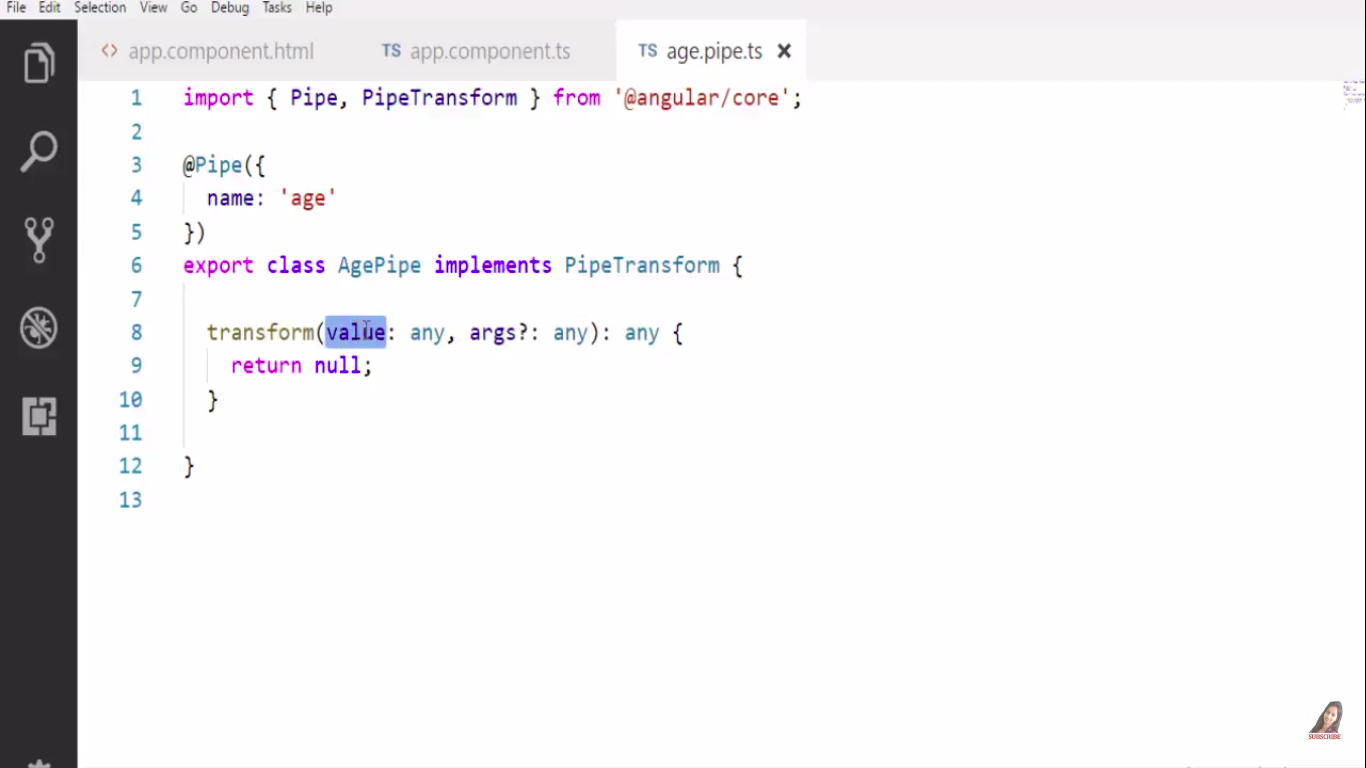 File Edit Selection View Go Debug Tasks Help
<> app.component.html TS app.component.ts TS age.pipe.ts ×
1 import { Pipe, PipeTransform } from '@angular/core';
2
3 @Pipe({
4 name: 'age'
5 })
6 export class AgePipe implements PipeTransform {
7
8 transform(value: any, args?: any): any {
9 return null;
10 }
11
12 }
13
SUBSCRIBE